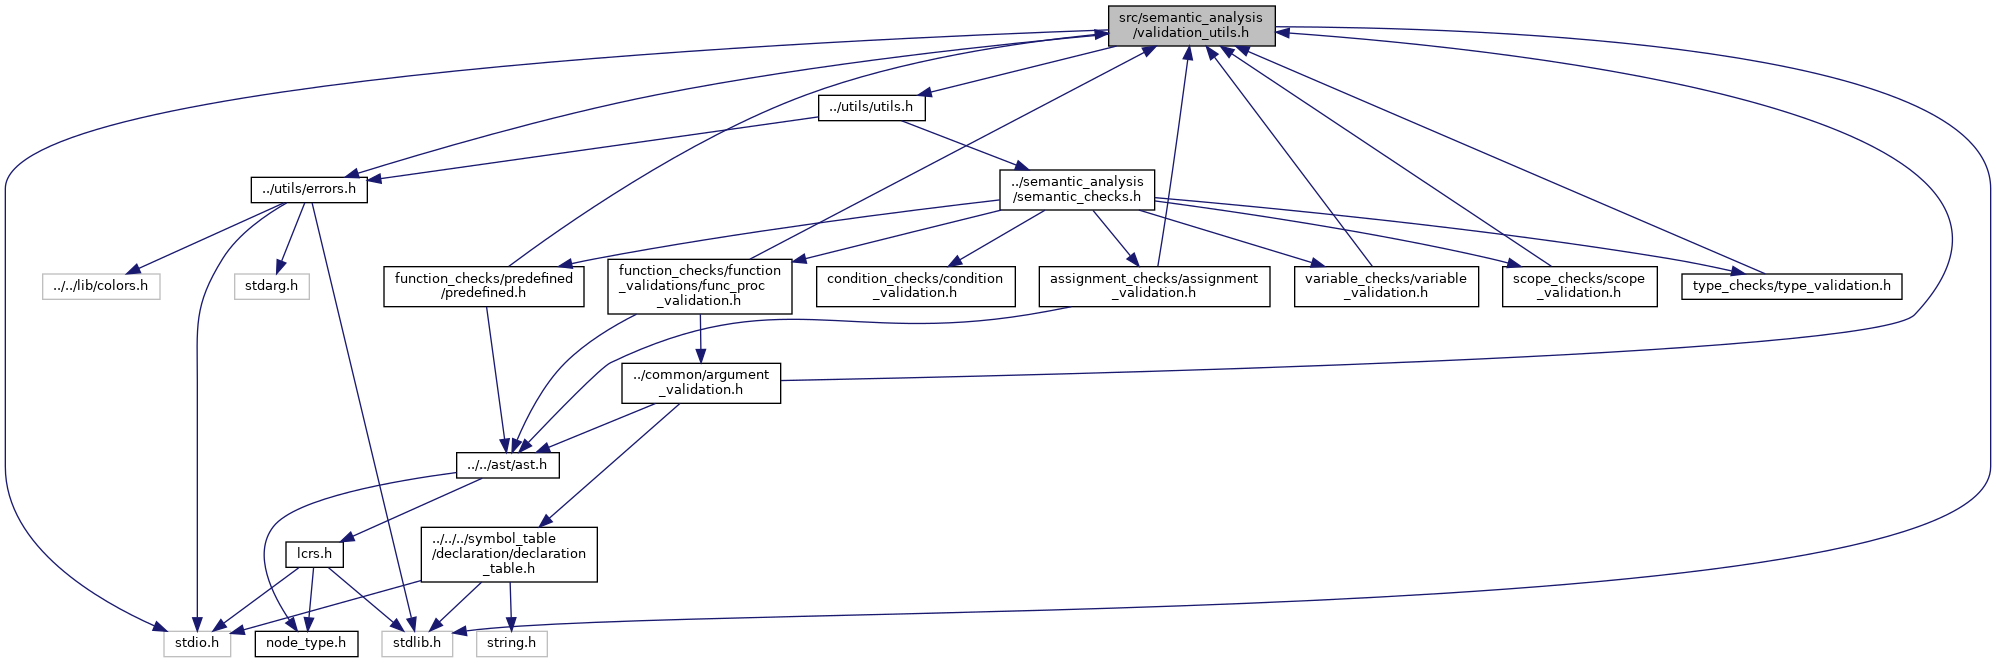 src/semantic_analysis
/validation_utils.h
../utils/utils.h
../utils/errors.h
../semantic_analysis
/semantic_checks.h
../../lib/colors.h
stdarg.h
function_checks/predefined
/predefined.h
function_checks/function
_validations/func_proc
_validation.h
condition_checks/condition
_validation.h
assignment_checks/assignment
_validation.h
variable_checks/variable
_validation.h
scope_checks/scope
_validation.h
type_checks/type_validation.h
../common/argument
_validation.h
../../ast/ast.h
lcrs.h
../../../symbol_table
/declaration/declaration
_table.h
stdio.h
node_type.h
stdlib.h
string.h